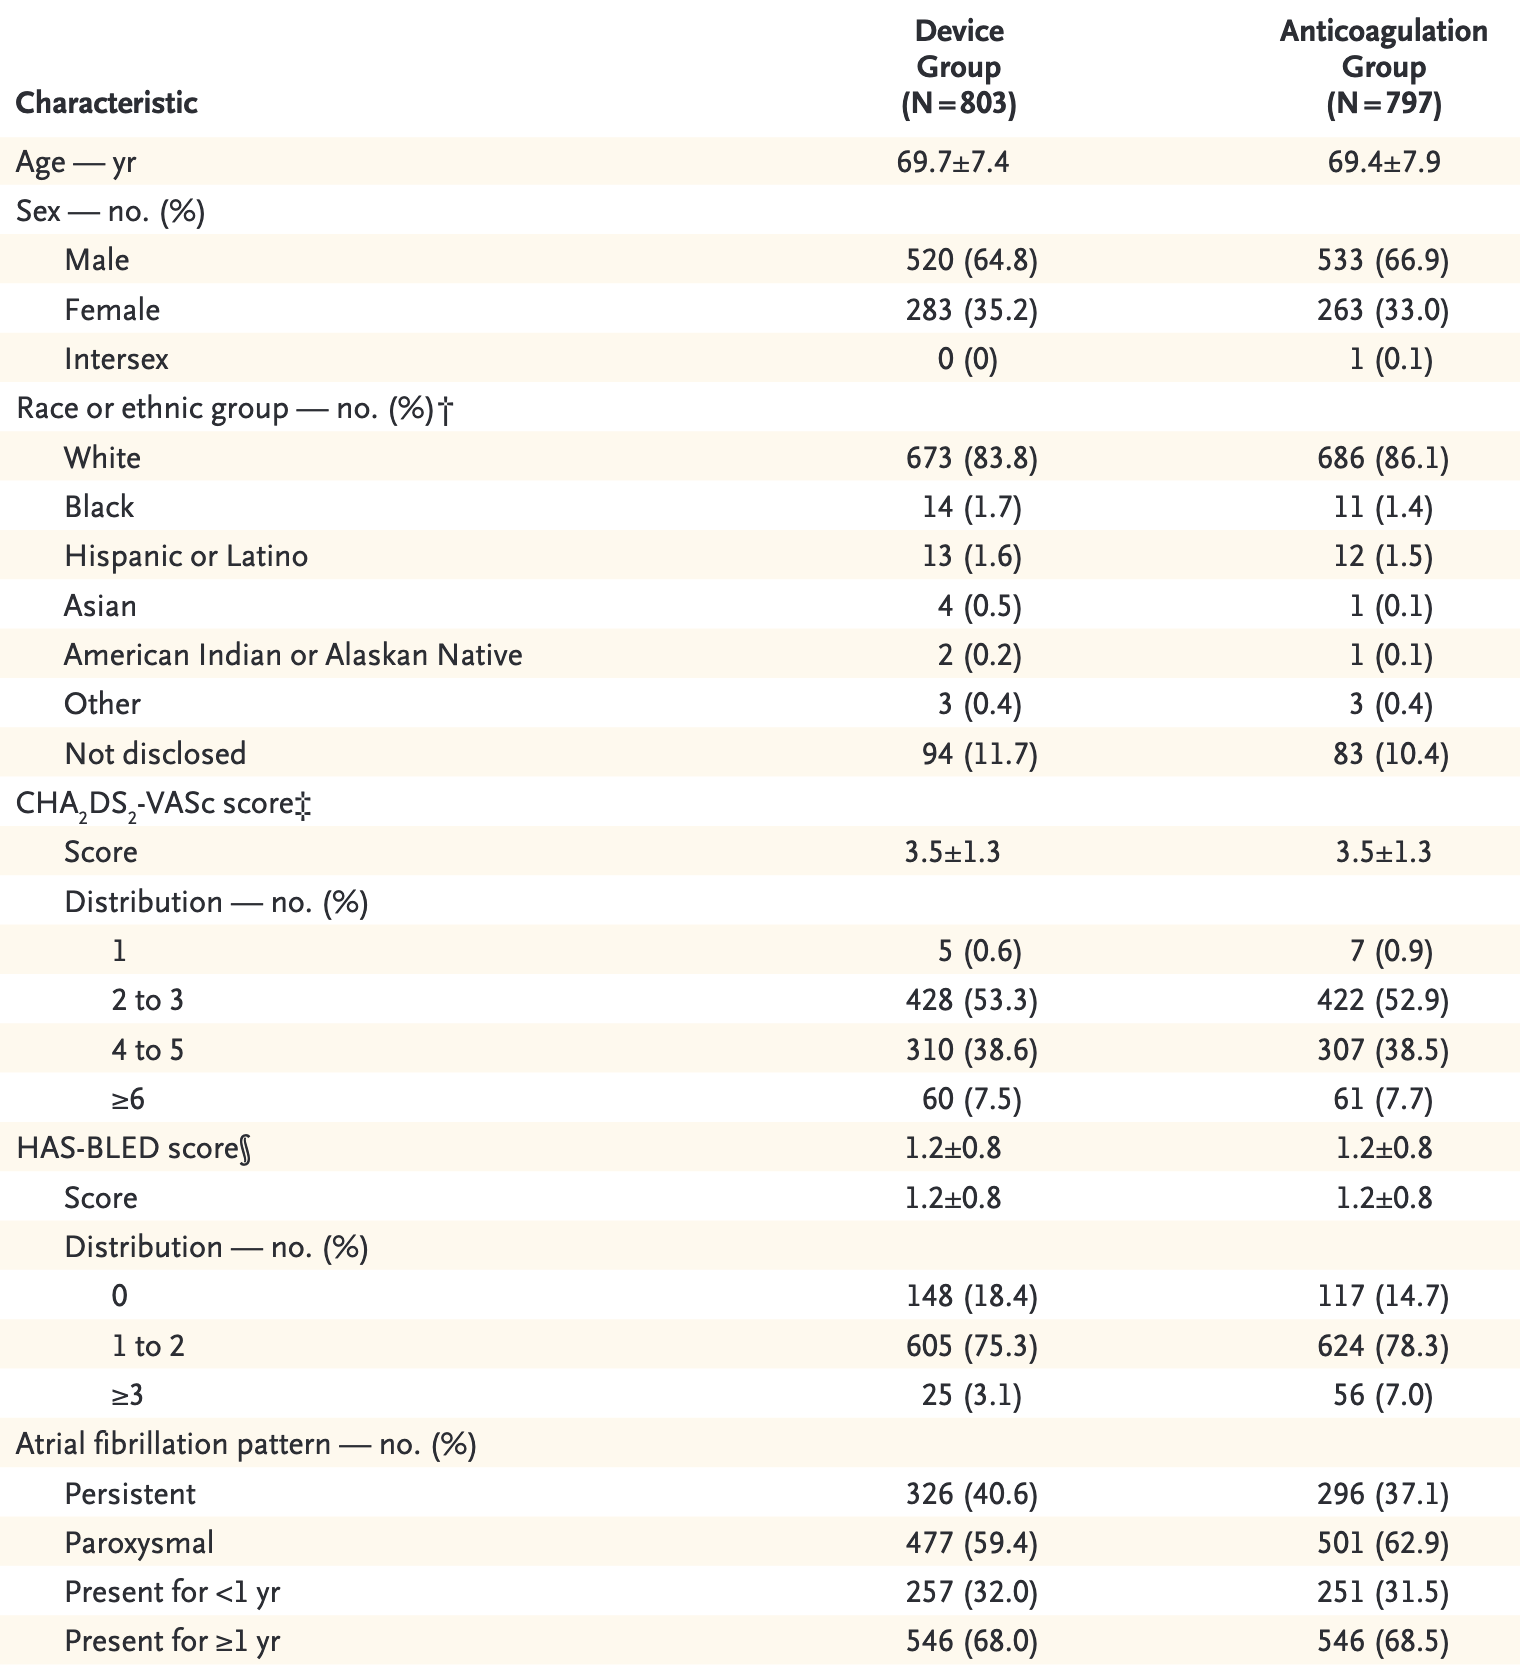 Characteristic Device Group (N=803) Anticoagulation Group (N=797)
Age — yr 69.7±7.4 69.4±7.9
Sex — no. (%)
Male 520 (64.8) 533 (66.9)
Female 283 (35.2) 263 (33.0)
Intersex 0 (0) 1 (0.1)
Race or ethnic group — no. (%)†
White 673 (83.8) 686 (86.1)
Black 14 (1.7) 11 (1.4)
Hispanic or Latino 13 (1.6) 12 (1.5)
Asian 4 (0.5) 1 (0.1)
American Indian or Alaskan Native 2 (0.2) 1 (0.1)
Other 3 (0.4) 3 (0.4)
Not disclosed 94 (11.7) 83 (10.4)
CHA₂DS₂-VASc score‡
Score 3.5±1.3 3.5±1.3
Distribution — no. (%)
1 5 (0.6) 7 (0.9)
2 to 3 428 (53.3) 422 (52.9)
4 to 5 310 (38.6) 307 (38.5)
≥6 60 (7.5) 61 (7.7)
HAS-BLED score§ 1.2±0.8 1.2±0.8
Score 1.2±0.8 1.2±0.8
Distribution — no. (%)
0 148 (18.4) 117 (14.7)
1 to 2 605 (75.3) 624 (78.3)
≥3 25 (3.1) 56 (7.0)
Atrial fibrillation pattern — no. (%)
Persistent 326 (40.6) 296 (37.1)
Paroxysmal 477 (59.4) 501 (62.9)
Present for <1 yr 257 (32.0) 251 (31.5)
Present for ≥1 yr 546 (68.0) 546 (68.5)